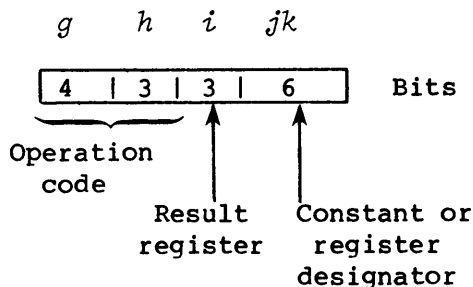 g h i jk
4 | 3 | 3 | 6 Bits
Operation
code
Result
register
Constant or
register
designator